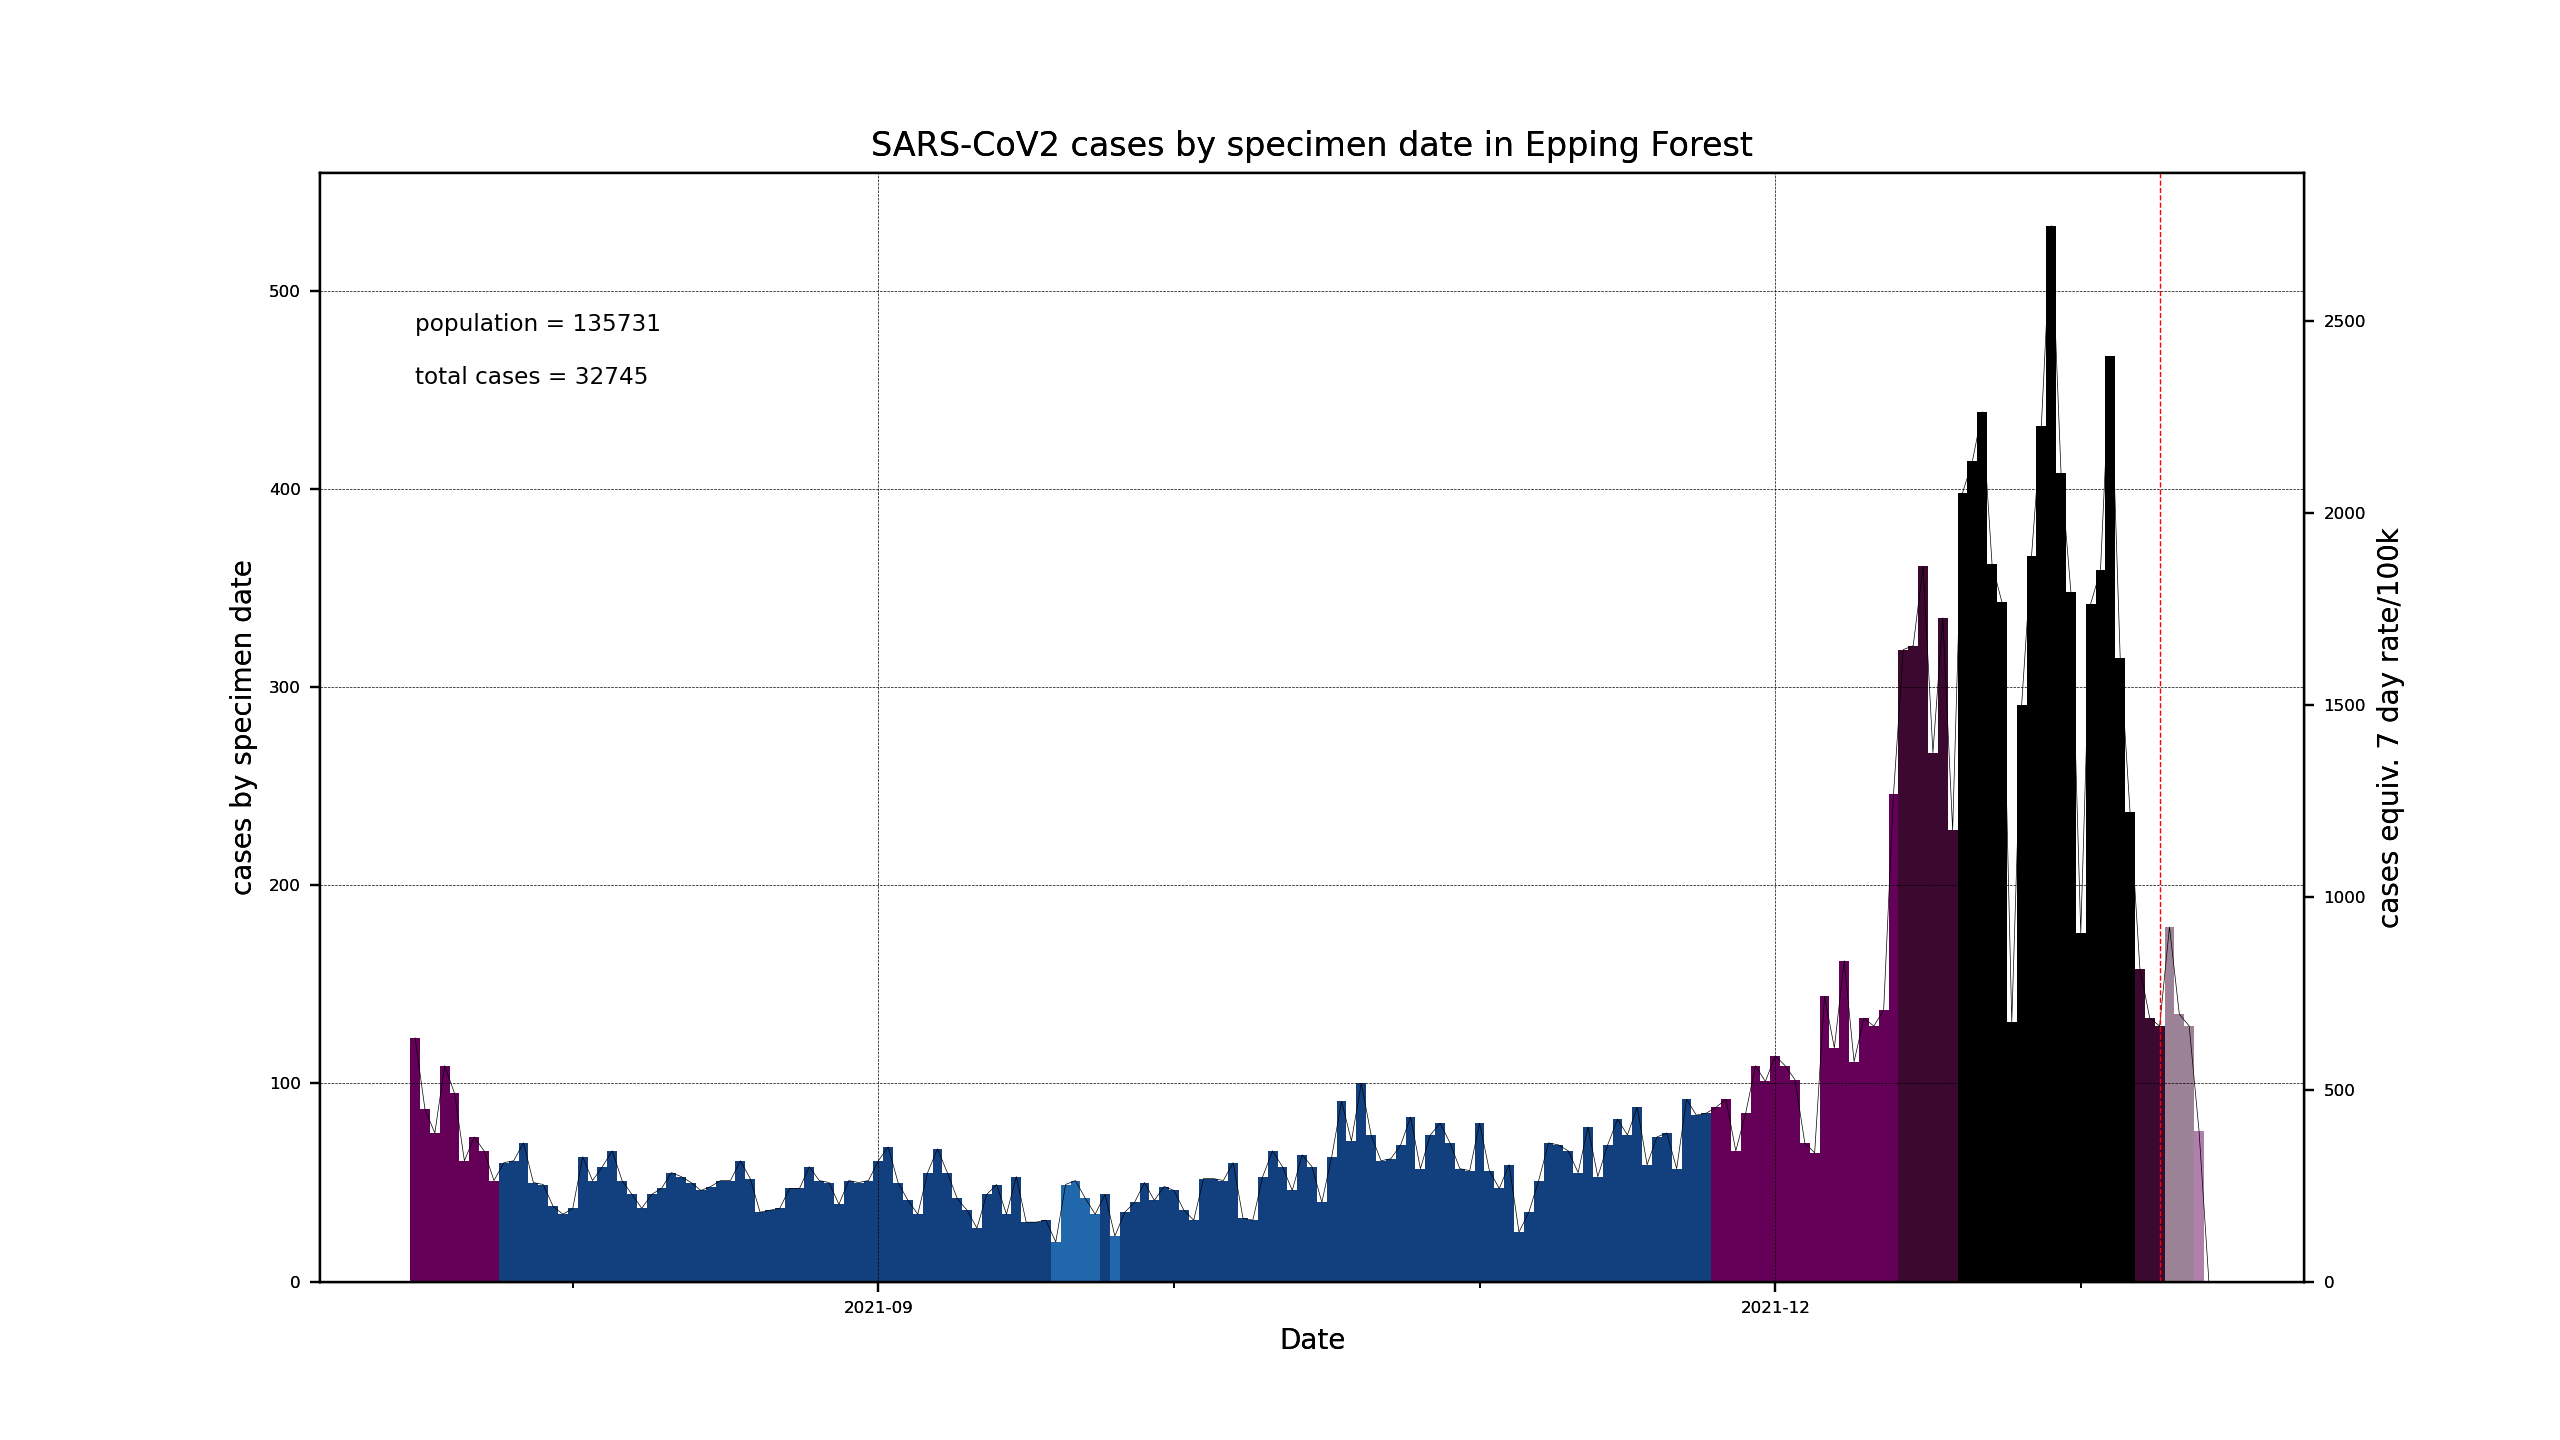 SARS-CoV2 cases by specimen date in Epping Forest
population = 135731
total cases = 32745
cases by specimen date
500
400
300
200
100
0
2500
2000
1500
1000
500
0
cases equiv. 7 day rate/100k
2021-09
2021-12
Date